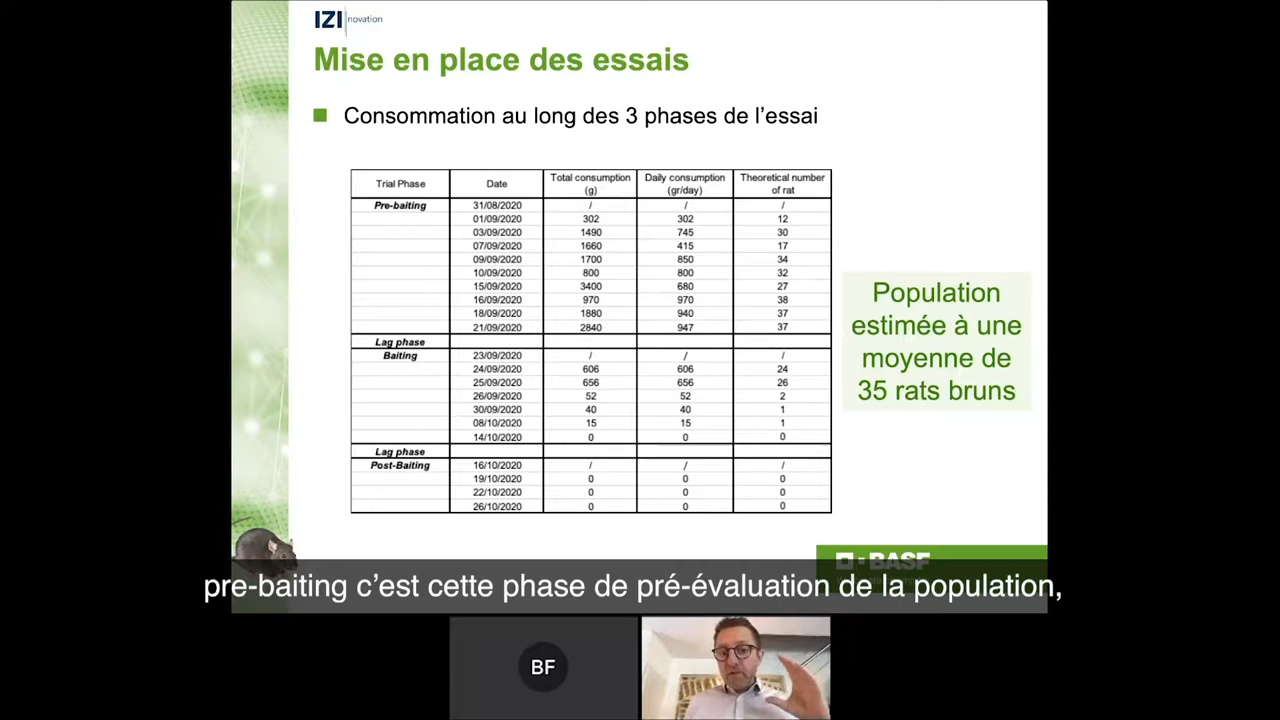 IZI novation
Mise en place des essais
Consommation au long des 3 phases de l'essai
Trial Phase Date Total consumption (g) Daily consumption (gr/day) Theoretical number of rat
Pre-baiting 31/08/2020 / / /
01/09/2020 302 302 12
03/09/2020 1490 745 30
07/09/2020 1660 415 17
09/09/2020 1700 850 34
10/09/2020 800 800 32
15/09/2020 3400 680 27
16/09/2020 970 970 38
18/09/2020 1880 940 37
21/09/2020 2840 947 37
Lag phase
Baiting 23/09/2020 / / /
24/09/2020 606 606 24
25/09/2020 656 656 26
26/09/2020 52 52 2
30/09/2020 40 40 1
08/10/2020 15 15 1
14/10/2020 0 0 0
Lag phase
Post-Baiting 16/10/2020 / / /
19/10/2020 0 0 0
22/10/2020 0 0 0
26/10/2020 0 0 0
Population
estimée à une
moyenne de
35 rats bruns
BASF
pre-baiting c'est cette phase de pré-évaluation de la population,
BF